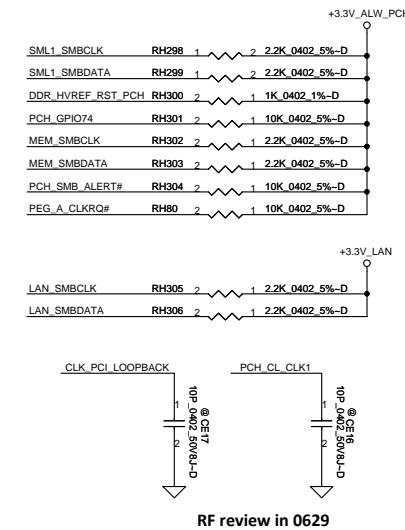 +3.3V_ALW_PCH
SML1_SMBCLK RH298 1 2 2.2K_0402_5%~D
SML1_SMBDATA RH299 1 2 2.2K_0402_5%~D
DDR_HVREF_RST_PCH RH300 2 1 1K_0402_1%~D
PCH_GPIO74 RH301 2 1 10K_0402_5%~D
MEM_SMBCLK RH302 2 1 2.2K_0402_5%~D
MEM_SMBDATA RH303 2 1 2.2K_0402_5%~D
PCH_SMB_ALERT# RH304 2 1 10K_0402_5%~D
PEG_A_CLKRQ# RH80 2 1 10K_0402_5%~D
+3.3V_LAN
LAN_SMBCLK RH305 2 1 2.2K_0402_5%~D
LAN_SMBDATA RH306 2 1 2.2K_0402_5%~D
CLK_PCI_LOOPBACK
1
2
@ CE17
10P_0402_50V8J~D
PCH_CL_CLK1
1
2
@ CE16
10P_0402_50V8J~D
RF review in 0629